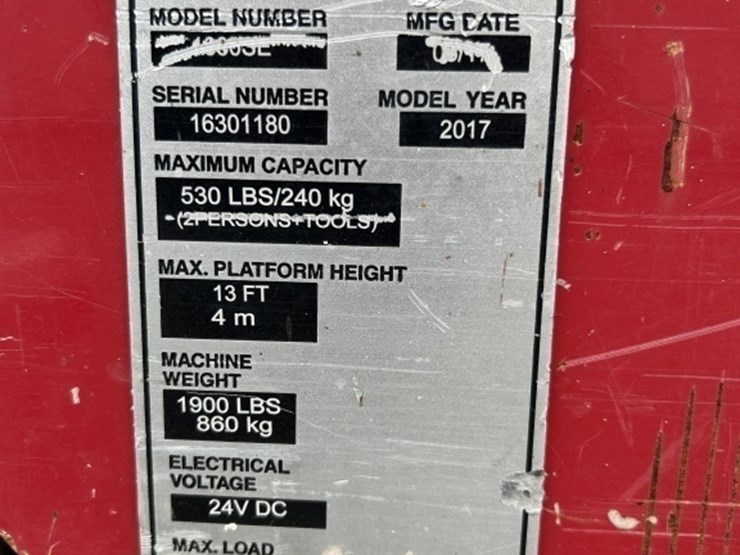 MODEL NUMBER
MFG DATE
SERIAL NUMBER
16301180
MODEL YEAR
2017
MAXIMUM CAPACITY
530 LBS/240 kg
(2PERSONS+TOOLS)
MAX. PLATFORM HEIGHT
13 FT
4 m
MACHINE
WEIGHT
1900 LBS
860 kg
ELECTRICAL
VOLTAGE
24V DC
MAX. LOAD